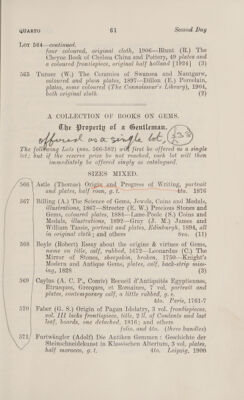 QUARTO 61 Second Day
LOT 564—continued.
four coloured, original cloth, 1906—Blunt (R.) The
Cheyne Book of Chelsea China and Pottery, 40 plates and
a coloured frontispiece, original half holland [1924] (3)
565 Turner (W.) The Ceramics of Swansea and Nantgarw,
coloured and plain plates, 1897—Dillon (E.) Porcelain,
plates, some coloured (The Connoisseur's Library), 1904,
both original cloth (2)
A COLLECTION OF BOOKS ON GEMS.
The Property of a Gentleman.
offered as a single lot, £33
The following Lots (nos. 566-582) will first be offered as a single
lot; but if the reserve price be not reached, each lot will then
immediately be offered singly as catalogued.
SIZES MIXED.
566 Astle (Thomas) Origin and Progress of Writing, portrait
and plates, half roan, g. t. 4to. 1876
567 Billing (A.) The Science of Gems, Jewels, Coins and Medals,
illustrations, 1867—Streeter (E. W.) Precious Stones and
Gems, coloured plates, 1884—Lane-Poole (S.) Coins and
Medals, illustrations, 1892—Gray (J. M.) James and
William Tassie, portrait and plates, Edinburgh, 1894, all
in original cloth; and others 8vo. (11)
568 Boyle (Robert) Essay about the origine & virtues of Gems,
name on title, calf, rubbed, 1672—Leonardus (C.) The
Mirror of Stones, shagskin, broken, 1750—Knight's
Modern and Antique Gems, plates, calf, back-strip miss-
ing, 1828 (3)
569 Caylus (A. C. P., Comte) Recueil d'Antiquités Egyptiennes,
Etrusques, Grecques, et Romaines, 7 vol. portrait and
plates, contemporary calf, a little rubbed, g. e.
4to. Paris, 1761-7
570 Faber (G. S.) Origin of Pagan Idolatry, 3 vol. frontispieces,
vol. III lacks frontispiece, title, 2 ll. of Contents and last
leaf, boards, one detached, 1816; and others
folio, and 4to. (three bundles)
571 Furtwängler (Adolf) Die Antiken Gemmen: Geschichte der
Steinschneidekunst in Klassischen Altertum, 3 vol. plates,
half morocco, g. t. 4to. Leipzig, 1900